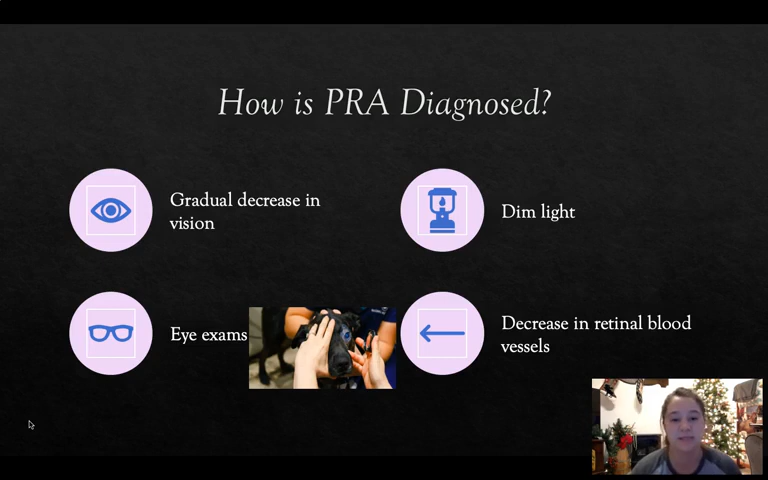 How is PRA Diagnosed?
Gradual decrease in
vision
Dim light
Eye exams
Decrease in retinal blood
vessels